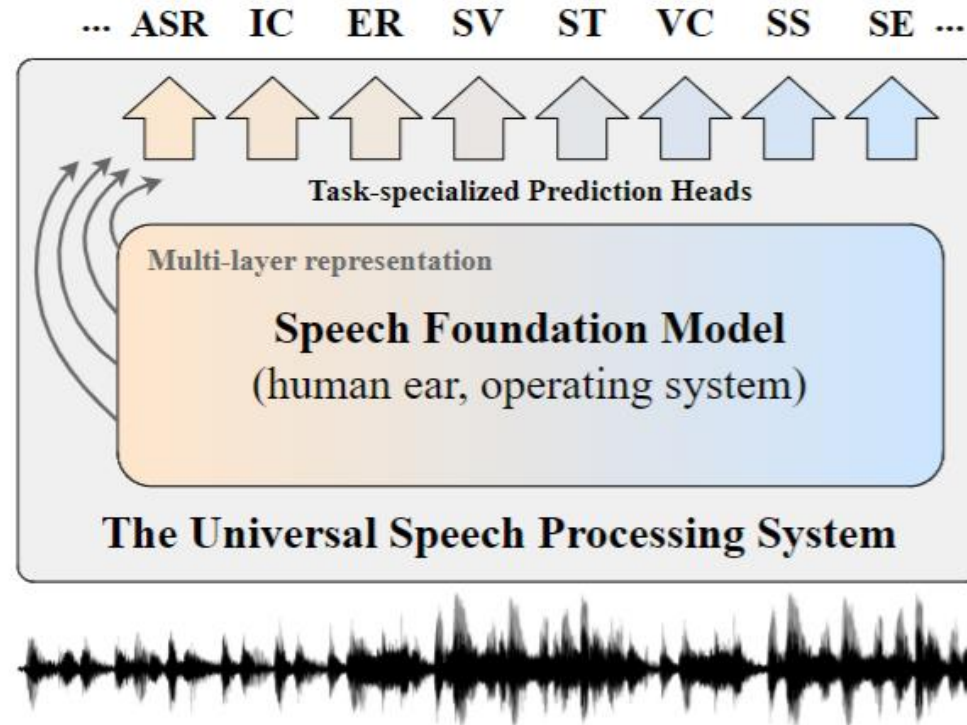 ... ASR IC ER SV ST VC SS SE ...
Task-specialized Prediction Heads
Multi-layer representation
Speech Foundation Model
(human ear, operating system)
The Universal Speech Processing System